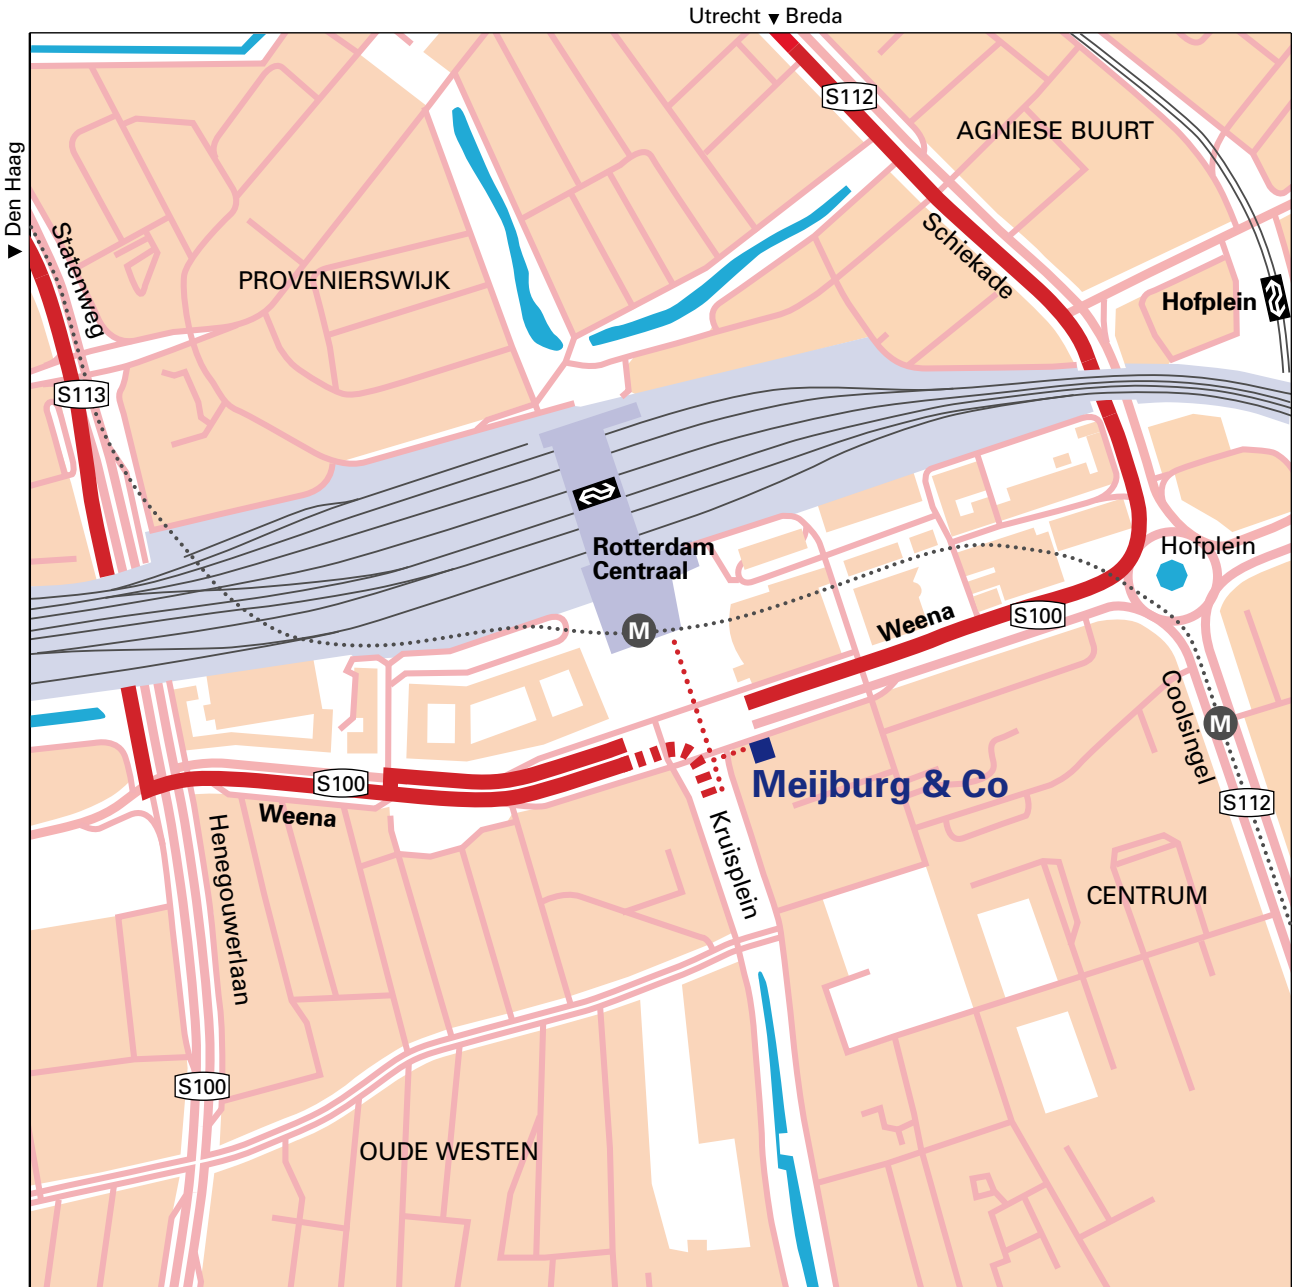 Utrecht ▼ Breda
S112
AGNIESE BUURT
▼ Den Haag
Statenweg
Schiekade
PROVENIERSWIJK
Hofplein
S113
Rotterdam
Centraal
Hofplein
M
Weena
S100
Coolsingel
M
S100
Meijburg & Co
S112
Weena
Henegouwerlaan
Kruisplein
CENTRUM
S100
OUDE WESTEN